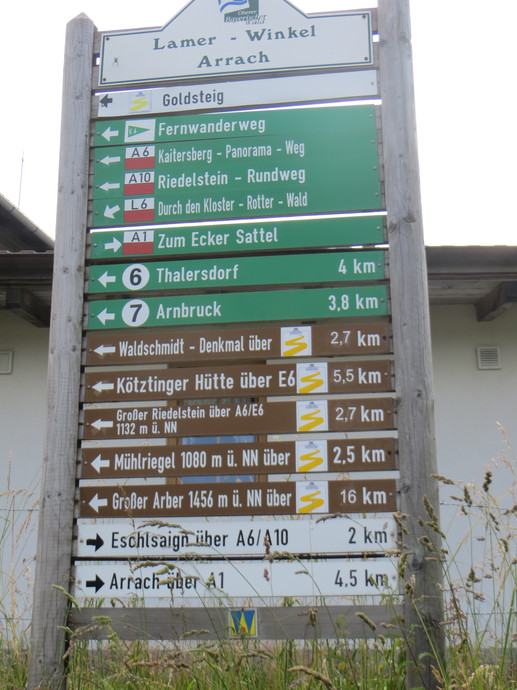 Oberer
Bayerischer
Wald
Lamer - Winkel
Arrach
Goldsteig
E6 Fernwanderweg
A6 Kaitersberg - Panorama - Weg
A10 Riedelstein - Rundweg
L6 Durch den Kloster - Rotter - Wald
A1 Zum Ecker Sattel
6 Thalersdorf 4 km
7 Arnbruck 3,8 km
Waldschmidt - Denkmal über 2,7 km
Kötztinger Hütte über E6 5,5 km
Großer Riedelstein über A6/E6
1132 m ü. NN 2,7 km
Mühlriegel 1080 m ü. NN über 2,5 km
Großer Arber 1456 m ü. NN über 16 km
Eschlsaign über A6/A10 2 km
Arrach über A1 4,5 km